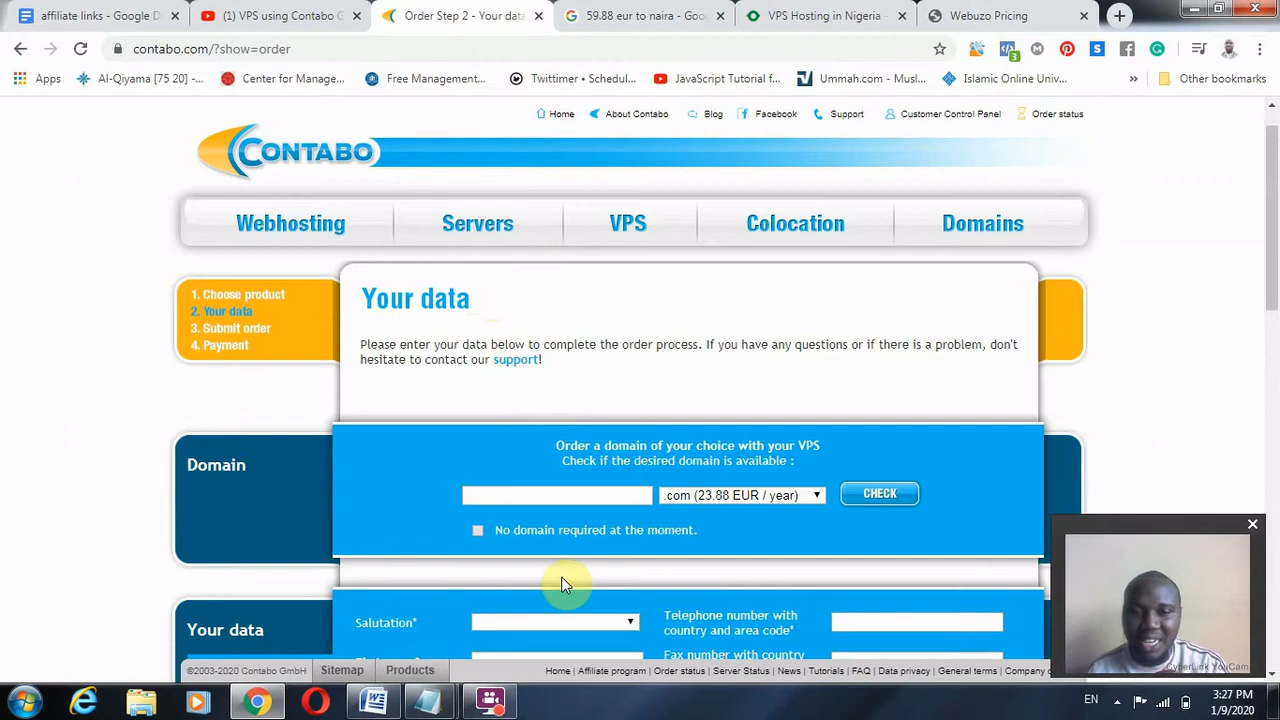 affiliate links - Google D
(1) VPS using Contabo G
Order Step 2 - Your data
59.88 eur to naira - Goo
VPS Hosting in Nigeria -
Webuzo Pricing
contabo.com/?show=order
3
Apps
Al-Qiyama [75 20] -...
Center for Manage...
Free Management...
Twittimer • Schedul...
JavaScript Tutorial f...
Ummah.com - Musl...
Islamic Online Univ...
»
Other bookmarks
Home
About Contabo
Blog
Facebook
Support
Customer Control Panel
Order status
CONTABO
Webhosting
Servers
VPS
Colocation
Domains
1. Choose product
2. Your data
3. Submit order
4. Payment
Your data
Please enter your data below to complete the order process. If you have any questions or if there is a problem, don't
hesitate to contact our support!
Domain
Order a domain of your choice with your VPS
Check if the desired domain is available :
.com (23.88 EUR / year)
CHECK
No domain required at the moment.
Your data
Salutation*
Telephone number with
country and area code*
Fax number with country
©2003-2020 Contabo GmbH
Sitemap
Products
Home | Affiliate program | Order status | Server Status | News | Tutorials | FAQ | Data privacy | General terms | Company
CyberLink YouCam
EN
3:27 PM
1/9/2020